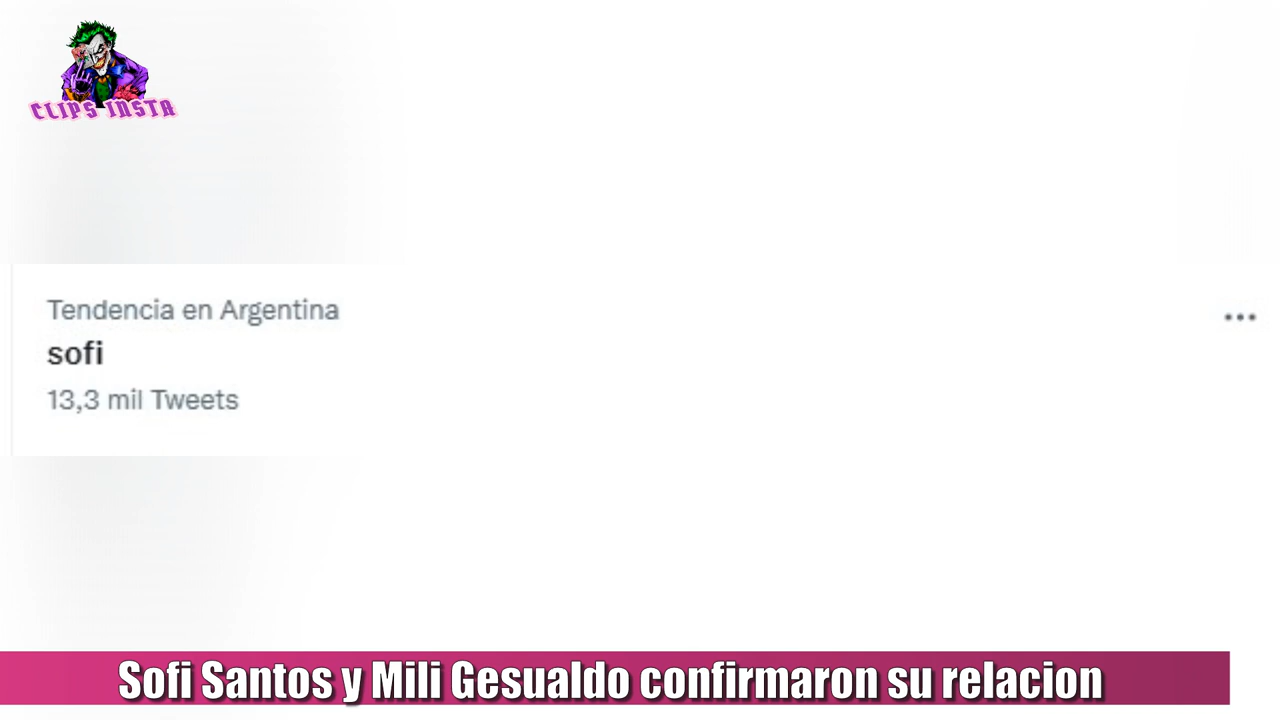 CLIPS INSTA
Tendencia en Argentina
sofi
13,3 mil Tweets
Sofi Santos y Mili Gesualdo confirmaron su relacion